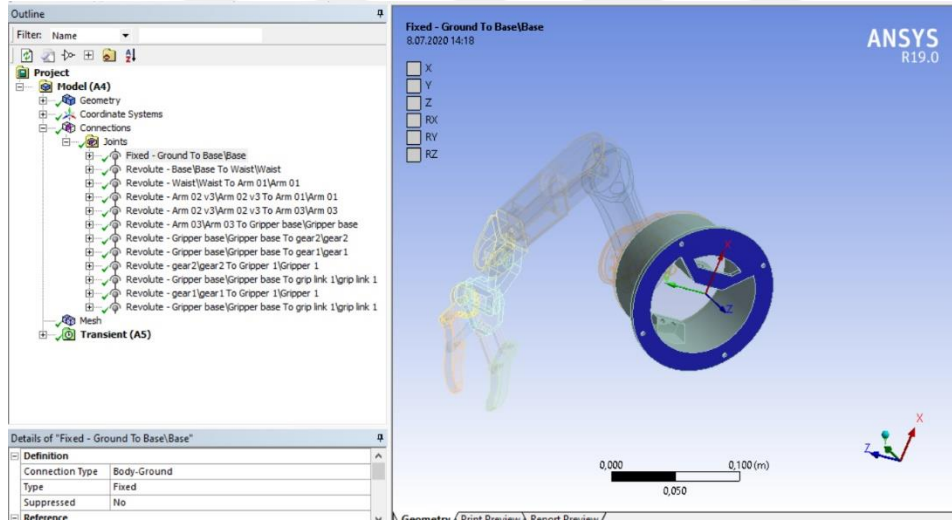 Outline
Filter: Name
Project
Model (A4)
Geometry
Coordinate Systems
Connections
Joints
Fixed - Ground To Base\Base
Revolute - Base\Base To Waist\Waist
Revolute - Waist\Waist To Arm 01\Arm 01
Revolute - Arm 02 v3\Arm 02 v3 To Arm 01\Arm 01
Revolute - Arm 02 v3\Arm 02 v3 To Arm 03\Arm 03
Revolute - Arm 03\Arm 03 To Gripper base\Gripper base
Revolute - Gripper base\Gripper base To gear2\gear2
Revolute - Gripper base\Gripper base To gear1\gear1
Revolute - gear2\gear2 To Gripper 1\Gripper 1
Revolute - Gripper base\Gripper base To grip link 1\grip link 1
Revolute - gear1\gear1 To Gripper 1\Gripper 1
Revolute - Gripper base\Gripper base To grip link 1\grip link 1
Mesh
Transient (A5)
Details of "Fixed - Ground To Base\Base"
Definition
Connection Type Body-Ground
Type Fixed
Suppressed No
Reference
Fixed - Ground To Base\Base
8.07.2020 14:18
X
Y
Z
RX
RY
RZ
ANSYS
R19.0
X
Z
X
Z
0,000 0,100 (m)
0,050
Geometry Print Preview Report Preview